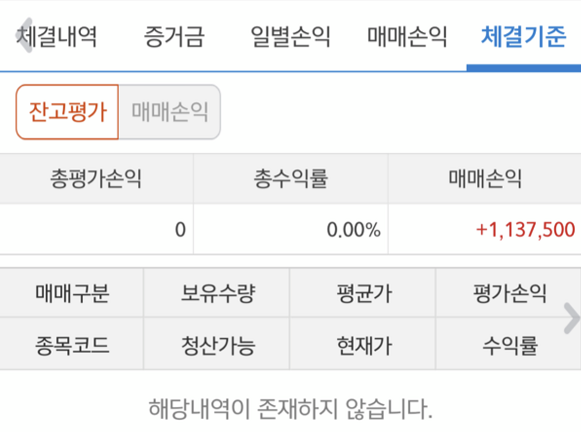 체결내역 증거금 일별손익 매매손익 체결기준
잔고평가 매매손익
총평가손익 총수익률 매매손익
0 0.00% +1,137,500
매매구분 보유수량 평균가 평가손익
종목코드 청산가능 현재가 수익률
해당내역이 존재하지 않습니다.